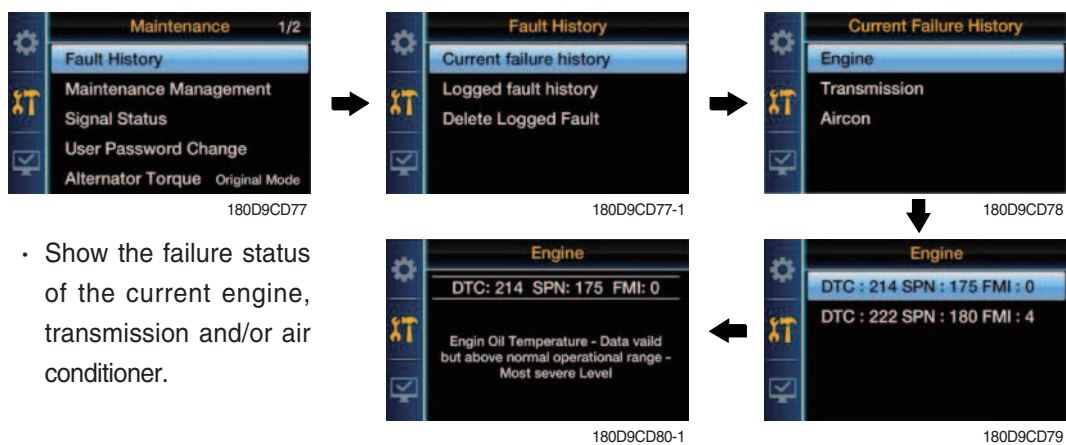 Maintenance 1/2
Fault History
Maintenance Management
Signal Status
User Password Change
Alternator Torque Original Mode
180D9CD77
Fault History
Current failure history
Logged fault history
Delete Logged Fault
180D9CD77-1
Current Failure History
Engine
Transmission
Aircon
180D9CD78
· Show the failure status
of the current engine,
transmission and/or air
conditioner.
Engine
DTC : 214 SPN : 175 FMI : 0
DTC : 222 SPN : 180 FMI : 4
180D9CD79
Engine
DTC: 214 SPN: 175 FMI: 0
Engin Oil Temperature - Data vaild
but above normal operational range -
Most severe Level
180D9CD80-1